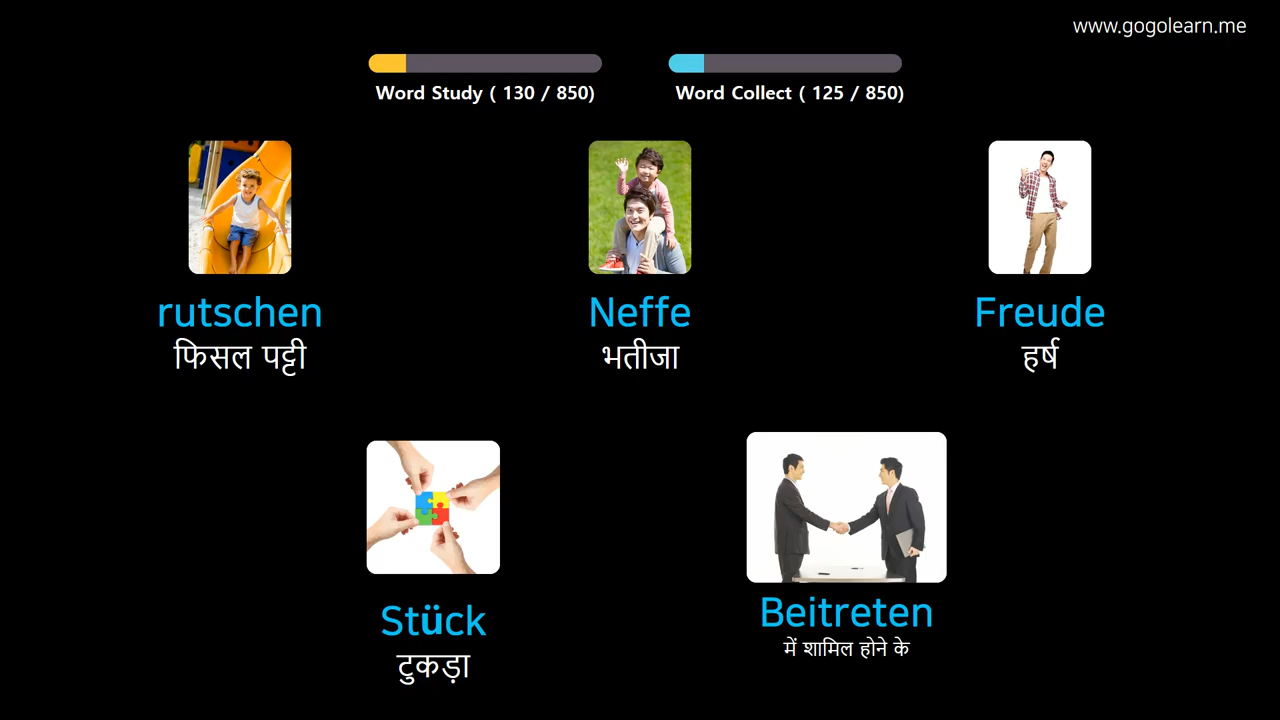 www.gogolearn.me
Word Study ( 130 / 850)
Word Collect ( 125 / 850)
rutschen
फिसल पट्टी
Neffe
भतीजा
Freude
हर्ष
Stück
टुकड़ा
Beitreten
में शामिल होने के